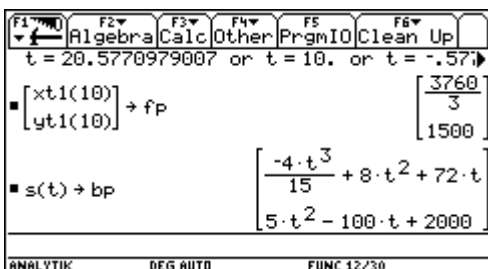 F1 F2 F3 F4 F5 F6
Algebra Calc Other PrgmIO Clean Up
t = 20.5770979007 or t = 10. or t = -.577
[xt1(10) yt1(10)] → fp [3760/3 1500]
s(t) → bp [-4·t^3/15 + 8·t^2 + 72·t 5·t^2 - 100·t + 2000]
ANALYTIK DEG AUTO FUNC 12/30